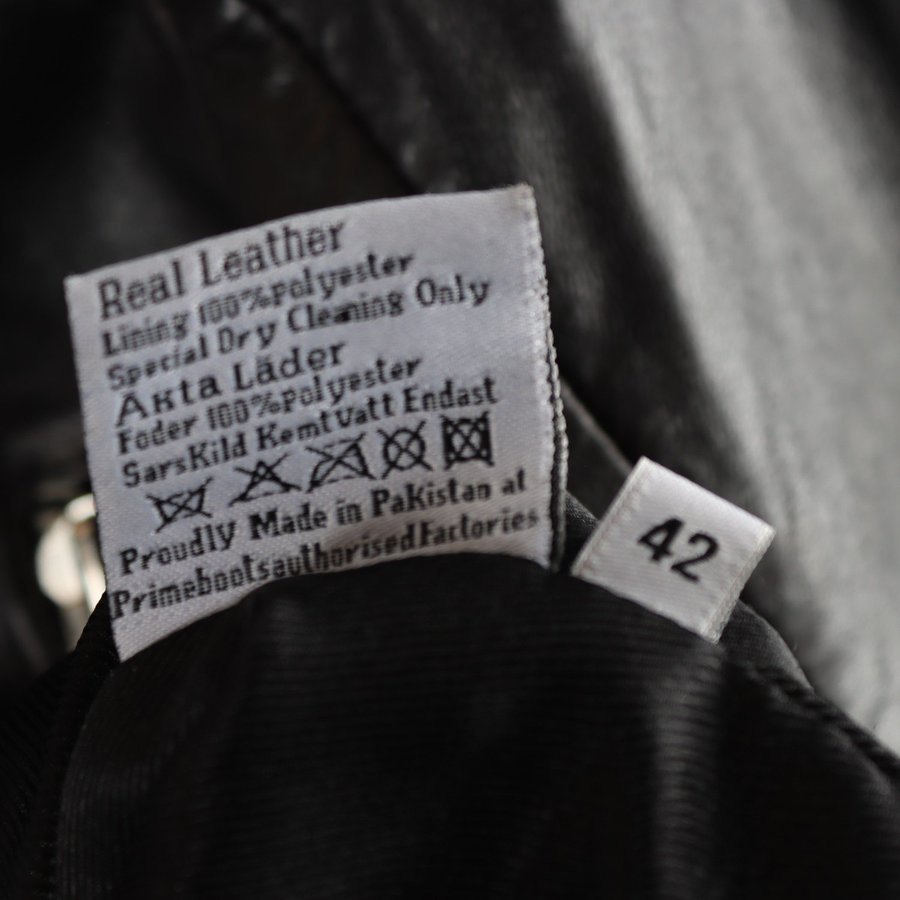 Real Leather
Lining 100%polyester
Special Dry Cleaning Only
Äkta Läder
Foder 100%polyester
SarsKild Kemtvatt Endast
Proudly Made in PaKistan at
PrimebootsauthorisedFactories
42